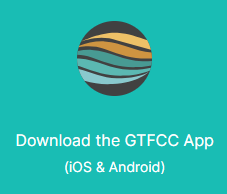 Download the GTFCC App
(iOS & Android)